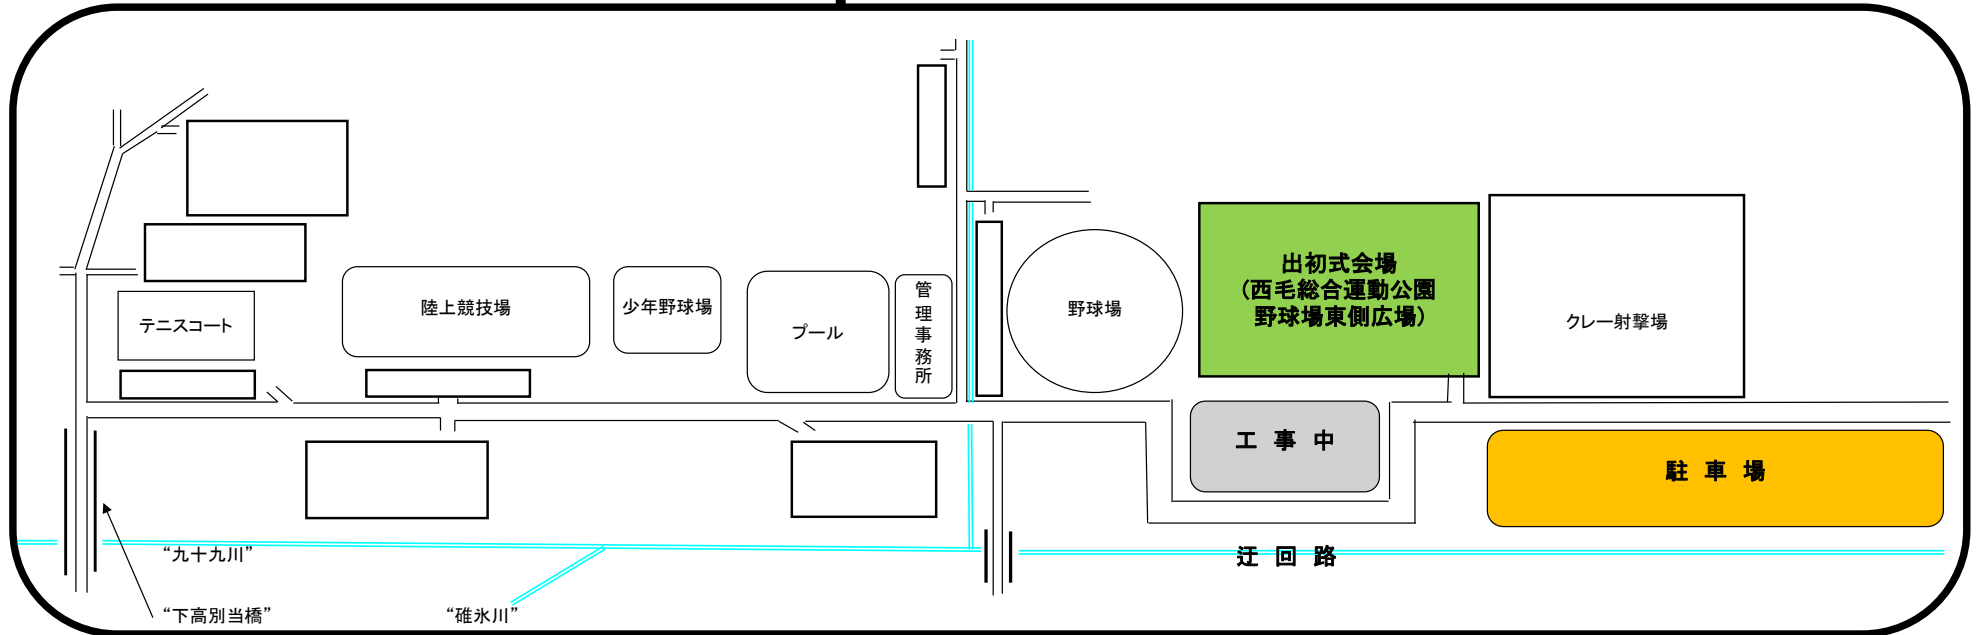 出初式会場
（西毛総合運動公園
野球場東側広場）
管理事務所
陸上競技場
少年野球場
野球場
テニスコート
プール
クレー射撃場
工事中
駐車場
“九十九川”
迂回路
“下高別当橋”
“碓氷川”